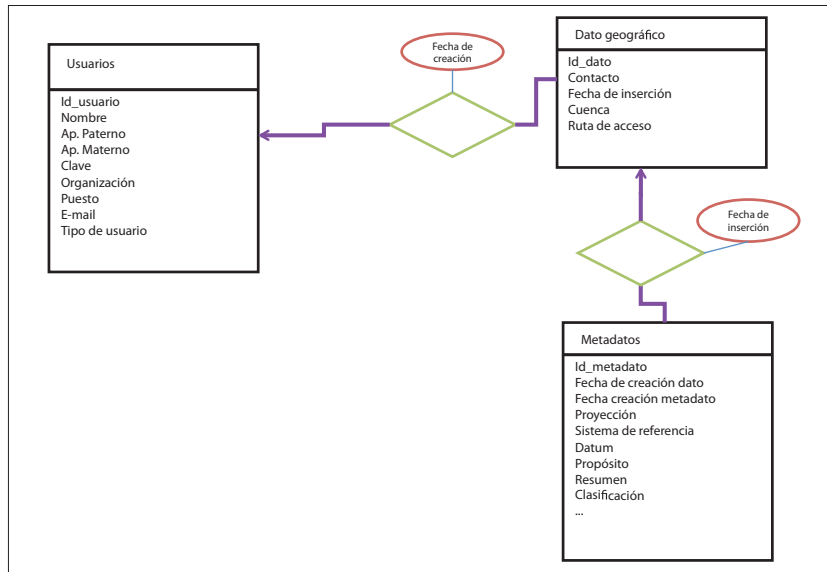 Usuarios
Id_usuario
Nombre
Ap. Paterno
Ap. Materno
Clave
Organización
Puesto
E-mail
Tipo de usuario
Fecha de
creación
Dato geográfico
Id_dato
Contacto
Fecha de inserción
Cuenca
Ruta de acceso
Fecha de
inserción
Metadatos
Id_metadato
Fecha de creación dato
Fecha creación metadato
Proyección
Sistema de referencia
Datum
Propósito
Resumen
Clasificación
...